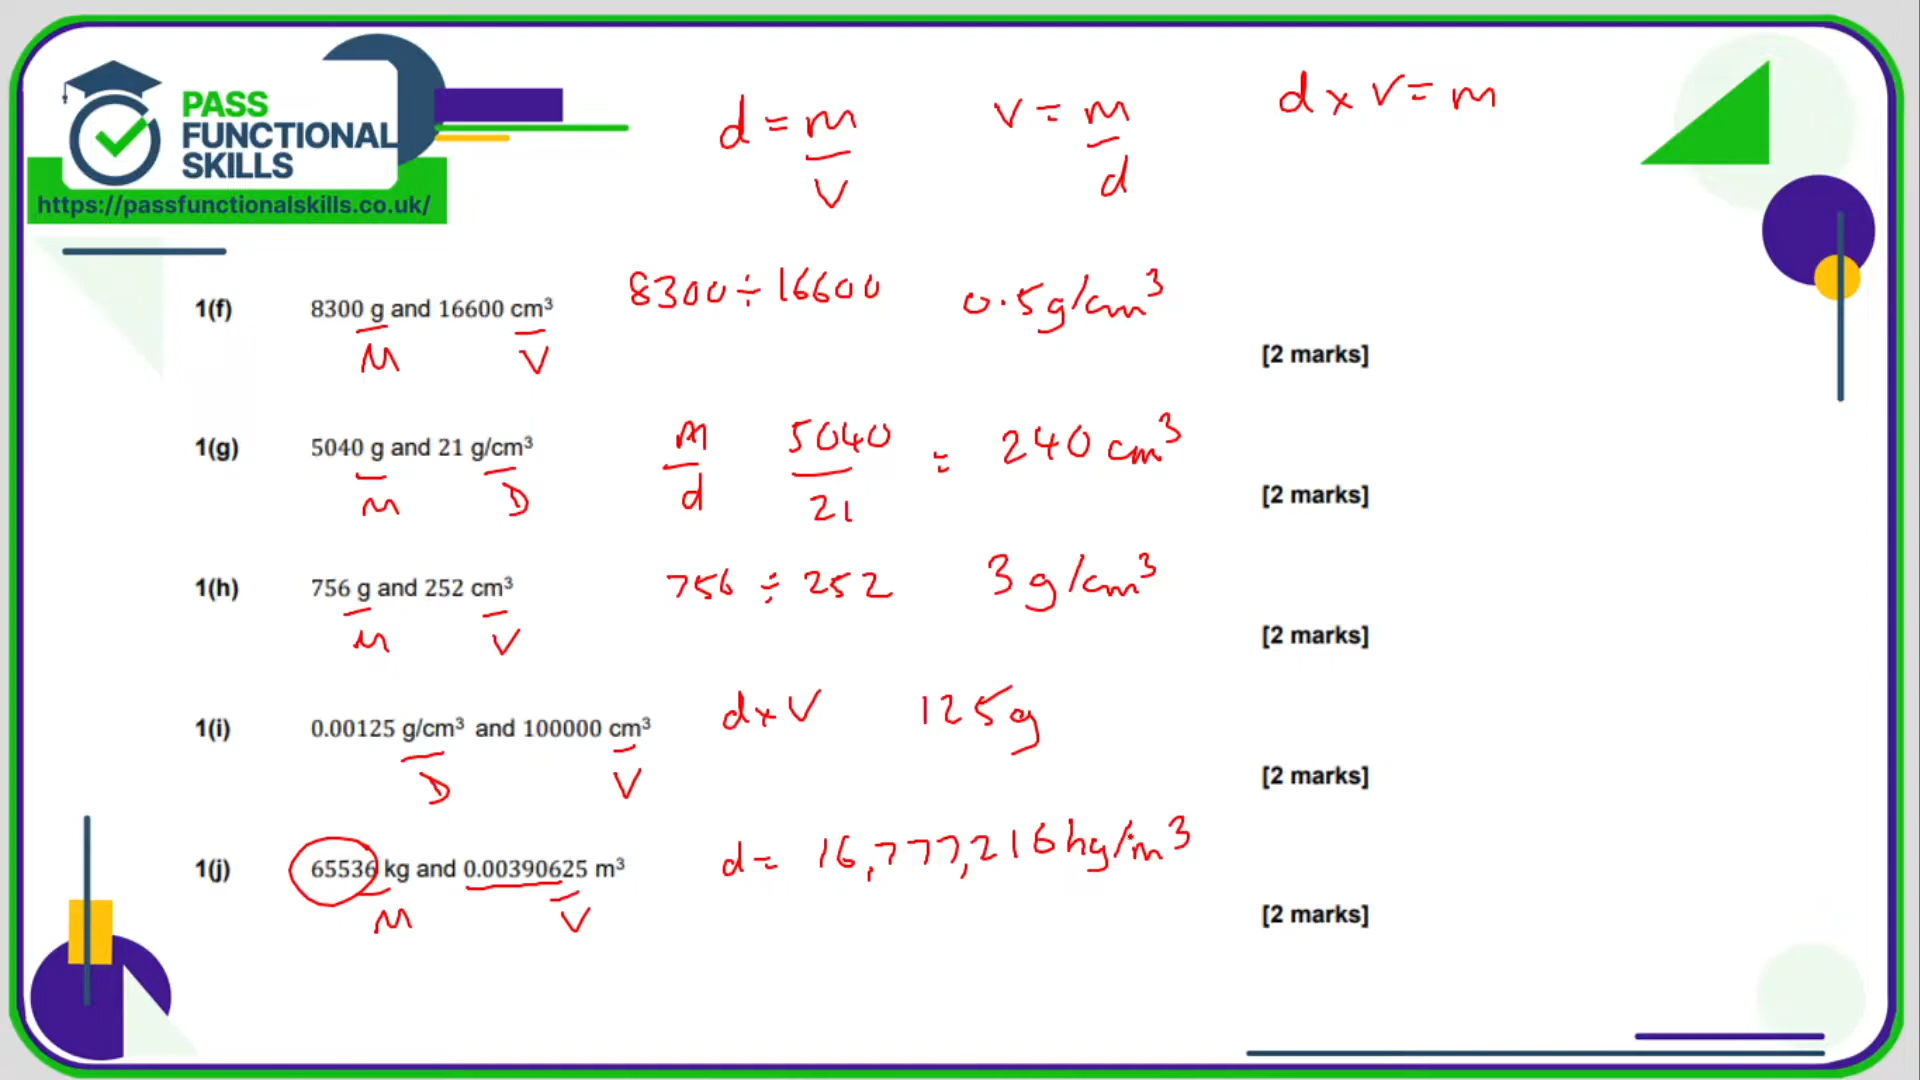 PASS
FUNCTIONAL
SKILLS
https://passfunctionalskills.co.uk/
d = m/V V = m/d d x V = m
1(f) 8300 g and 16600 cm³ 8300 ÷ 16600 0.5g/cm³
M V
[2 marks]
1(g) 5040 g and 21 g/cm³ m/d 5040/21 = 240 cm³
M D
[2 marks]
1(h) 756 g and 252 cm³ 756 ÷ 252 3 g/cm³
M V
[2 marks]
1(i) 0.00125 g/cm³ and 100000 cm³ d x V 125g
D V
[2 marks]
1(j) 65536 kg and 0.00390625 m³ d = 16,777,216 kg/m³
M V
[2 marks]